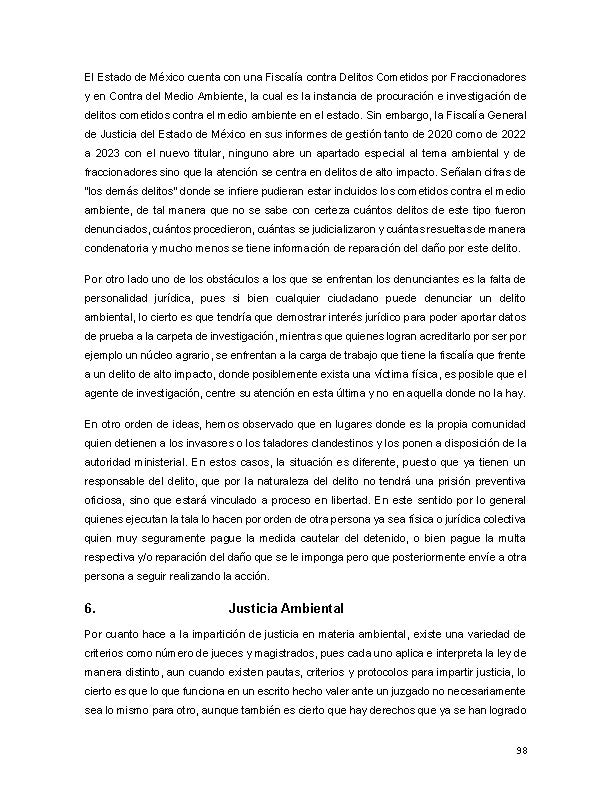 El Estado de México cuenta con una Fiscalía contra Delitos Cometidos por Fraccionadores
y en Contra del Medio Ambiente, la cual es la instancia de procuración e investigación de
delitos cometidos contra el medio ambiente en el estado. Sin embargo, la Fiscalía General
de Justicia del Estado de México en sus informes de gestión tanto de 2020 como de 2022
a 2023 con el nuevo titular, ninguno abre un apartado especial al tema ambiental y de
fraccionadores sino que la atención se centra en delitos de alto impacto. Señalan cifras de
"los demás delitos" donde se infiere pudieran estar incluidos los cometidos contra el medio
ambiente, de tal manera que no se sabe con certeza cuántos delitos de este tipo fueron
denunciados, cuántos procedieron, cuántas se judicializaron y cuántas resueltas de manera
condenatoria y mucho menos se tiene información de reparación del daño por este delito.
Por otro lado uno de los obstáculos a los que se enfrentan los denunciantes es la falta de
personalidad jurídica, pues si bien cualquier ciudadano puede denunciar un delito
ambiental, lo cierto es que tendría que demostrar interés jurídico para poder aportar datos
de prueba a la carpeta de investigación, mientras que quienes logran acreditarlo por ser por
ejemplo un núcleo agrario, se enfrentan a la carga de trabajo que tiene la fiscalía que frente
a un delito de alto impacto, donde posiblemente exista una víctima física, es posible que el
agente de investigación, centre su atención en esta última y no en aquella donde no la hay.
En otro orden de ideas, hemos observado que en lugares donde es la propia comunidad
quien detienen a los invasores o los taladores clandestinos y los ponen a disposición de la
autoridad ministerial. En estos casos, la situación es diferente, puesto que ya tienen un
responsable del delito, que por la naturaleza del delito no tendrá una prisión preventiva
oficiosa, sino que estará vinculado a proceso en libertad. En este sentido por lo general
quienes ejecutan la tala lo hacen por orden de otra persona ya sea física o jurídica colectiva
quien muy seguramente pague la medida cautelar del detenido, o bien pague la multa
respectiva y/o reparación del daño que se le imponga pero que posteriormente envíe a otra
persona a seguir realizando la acción.
6. Justicia Ambiental
Por cuanto hace a la impartición de justicia en materia ambiental, existe una variedad de
criterios como número de jueces y magistrados, pues cada uno aplica e interpreta la ley de
manera distinto, aun cuando existen pautas, criterios y protocolos para impartir justicia, lo
cierto es que lo que funciona en un escrito hecho valer ante un juzgado no necesariamente
sea lo mismo para otro, aunque también es cierto que hay derechos que ya se han logrado
98